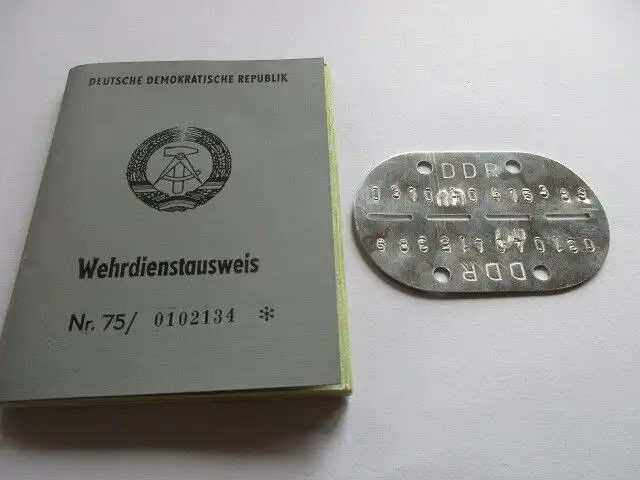 DEUTSCHE DEMOKRATISCHE REPUBLIK
Wehrdienstausweis
Nr. 75/ 0102134 *
DDR
DDR